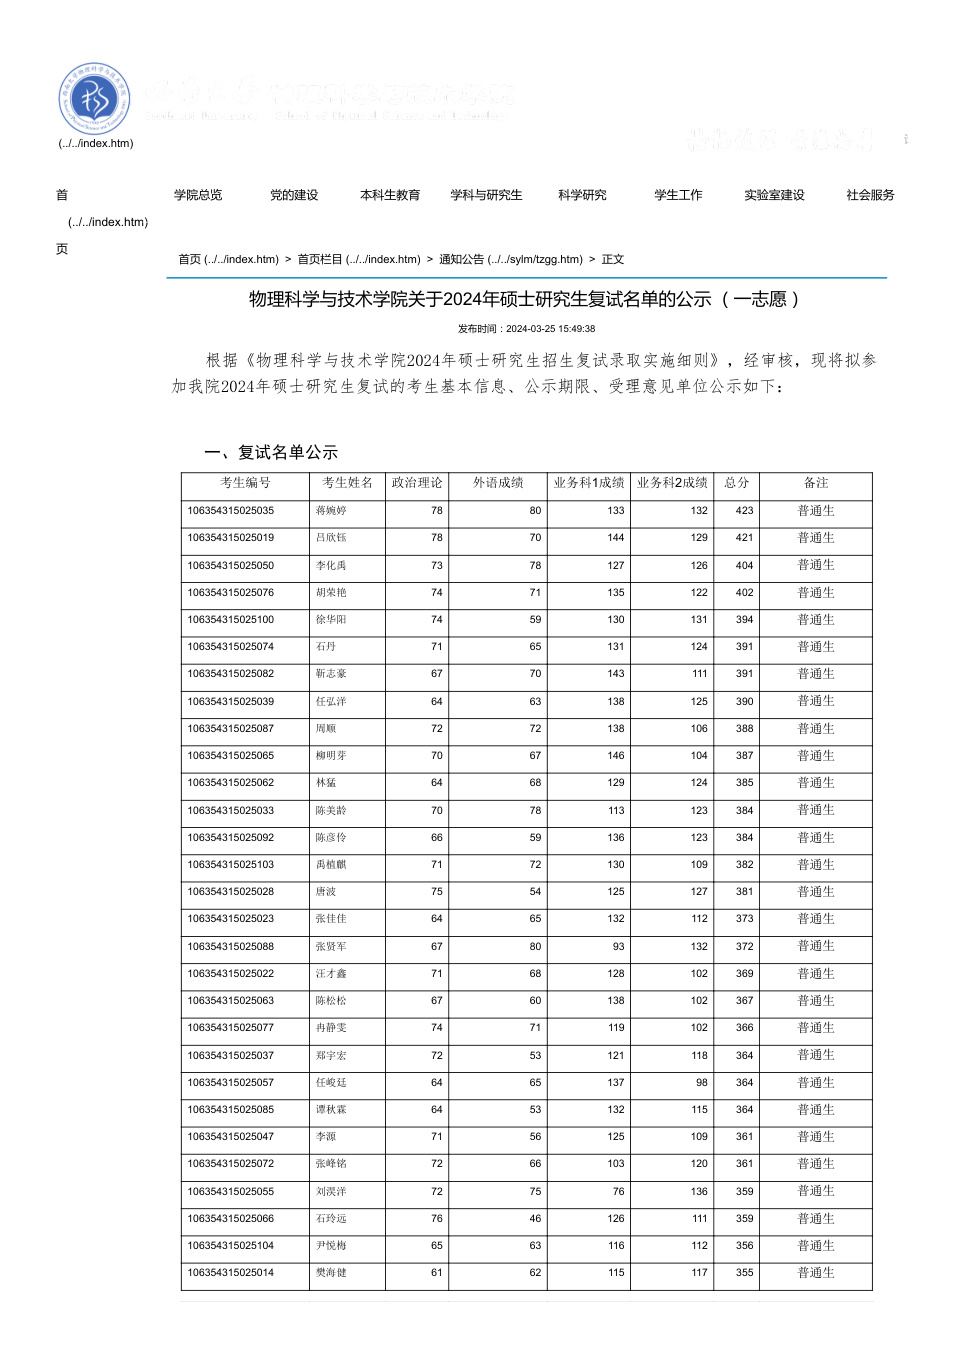 (../../index.htm)
首 学院总览 党的建设 本科生教育 学科与研究生 科学研究 学生工作 实验室建设 社会服务
(../../index.htm)
页
首页 (../../index.htm) > 首页栏目 (../../index.htm) > 通知公告 (../../sylm/tzgg.htm) > 正文
物理科学与技术学院关于2024年硕士研究生复试名单的公示 （一志愿）
发布时间：2024-03-25 15:49:38
根据《物理科学与技术学院2024年硕士研究生招生复试录取实施细则》，经审核，现将拟参
加我院2024年硕士研究生复试的考生基本信息、公示期限、受理意见单位公示如下：
一、复试名单公示
考生编号 考生姓名 政治理论 外语成绩 业务科1成绩 业务科2成绩 总分 备注
106354315025035 蒋婉婷 78 80 133 132 423 普通生
106354315025019 吕欣钰 78 70 144 129 421 普通生
106354315025050 李化禹 73 78 127 126 404 普通生
106354315025076 胡荣艳 74 71 135 122 402 普通生
106354315025100 徐华阳 74 59 130 131 394 普通生
106354315025074 石丹 71 65 131 124 391 普通生
106354315025082 靳志豪 67 70 143 111 391 普通生
106354315025039 任弘洋 64 63 138 125 390 普通生
106354315025087 周顺 72 72 138 106 388 普通生
106354315025065 柳明芽 70 67 146 104 387 普通生
106354315025062 林猛 64 68 129 124 385 普通生
106354315025033 陈美龄 70 78 113 123 384 普通生
106354315025092 陈彦伶 66 59 136 123 384 普通生
106354315025103 禹植麒 71 72 130 109 382 普通生
106354315025028 唐波 75 54 125 127 381 普通生
106354315025023 张佳佳 64 65 132 112 373 普通生
106354315025088 张贤军 67 80 93 132 372 普通生
106354315025022 汪才鑫 71 68 128 102 369 普通生
106354315025063 陈松松 67 60 138 102 367 普通生
106354315025077 冉静雯 74 71 119 102 366 普通生
106354315025037 郑宇宏 72 53 121 118 364 普通生
106354315025057 任峻廷 64 65 137 98 364 普通生
106354315025085 谭秋霖 64 53 132 115 364 普通生
106354315025047 李源 71 56 125 109 361 普通生
106354315025072 张峰铭 72 66 103 120 361 普通生
106354315025055 刘淏洋 72 75 76 136 359 普通生
106354315025066 石玲远 76 46 126 111 359 普通生
106354315025104 尹悦梅 65 63 116 112 356 普通生
106354315025014 樊海健 61 62 115 117 355 普通生